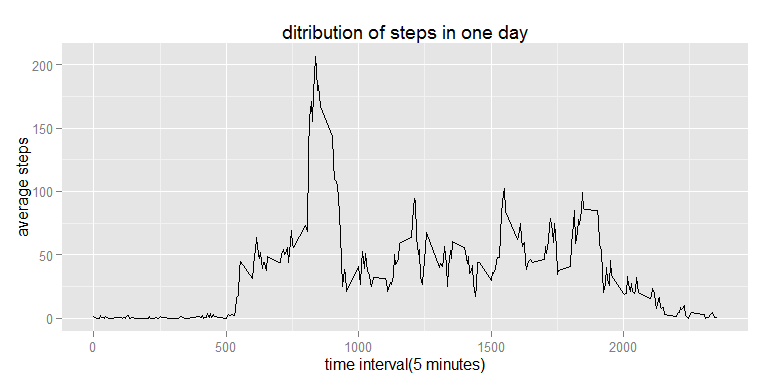 ditribution of steps in one day
average steps
200
150
100
50
0
0 500 1000 1500 2000
time interval(5 minutes)